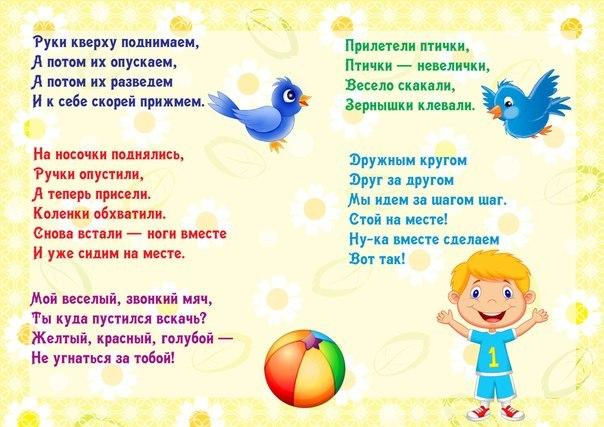 Руки кверху поднимаем,
А потом их опускаем,
А потом их разведем
И к себе скорей прижмем.
На носочки поднялись,
Ручки опустили,
А теперь присели.
Коленки обхватили.
Снова встали — ноги вместе
И уже сидим на месте.
Мой веселый, звонкий мяч,
Ты куда пустился вскачь?
Желтый, красный, голубой —
Не угнаться за тобой!
Прилетели птички,
Птички — невелички,
Весело скакали,
Зернышки клевали.
Дружным кругом
Друг за другом
Мы идем за шагом шаг.
Стой на месте!
Ну-ка вместе сделаем
Вот так!
1